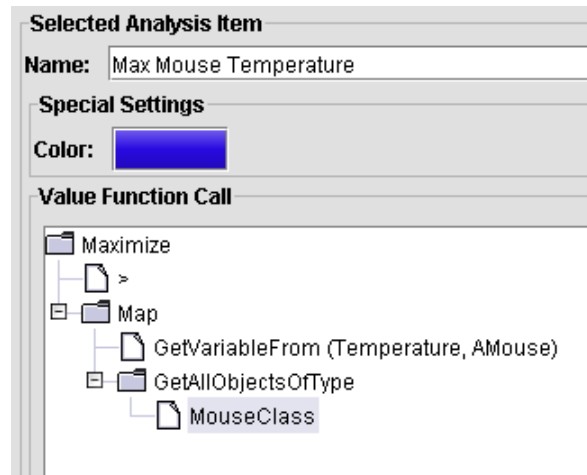 Selected Analysis Item
Name: Max Mouse Temperature
Special Settings
Color:
Value Function Call
Maximize
>
Map
GetVariableFrom (Temperature, AMouse)
GetAllObjectsOfType
MouseClass